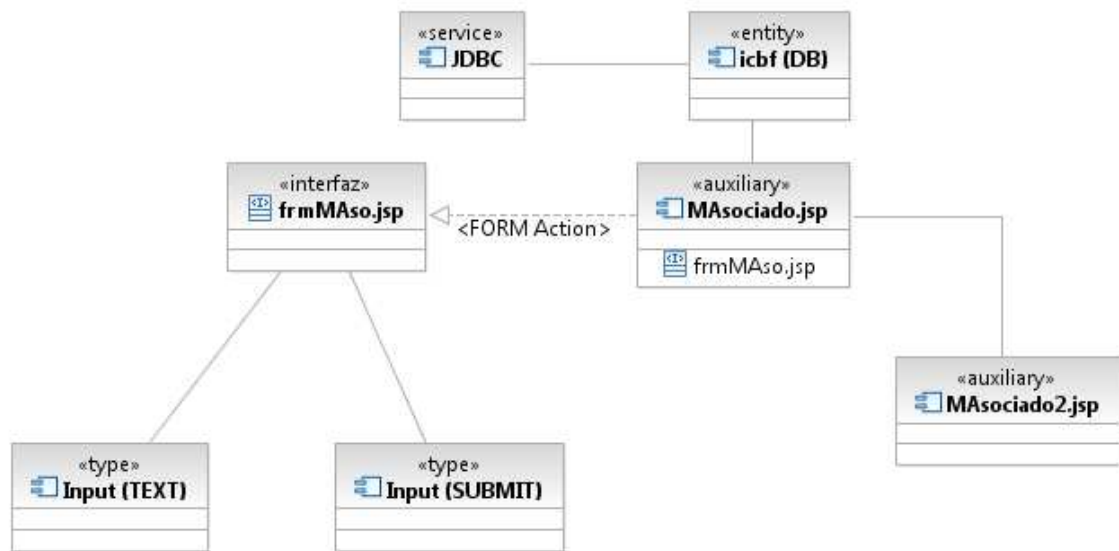 «service»
JDBC
«entity»
icbf (DB)
«interfaz»
frmMAso.jsp
<FORM Action>
«auxiliary»
MAsociado.jsp
frmMAso.jsp
«auxiliary»
MAsociado2.jsp
«type»
Input (TEXT)
«type»
Input (SUBMIT)